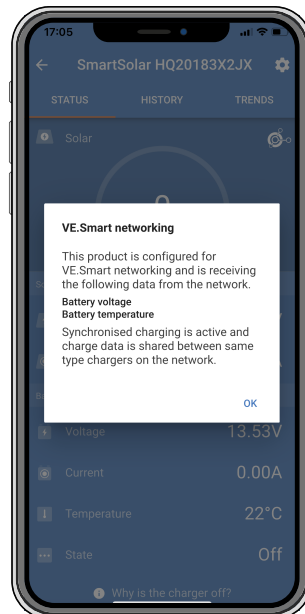 17:05
SmartSolar HQ20183X2JX
STATUS HISTORY TRENDS
Solar
VE.Smart networking
This product is configured for
VE.Smart networking and is receiving
the following data from the network.
Battery voltage
Battery temperature
Synchronised charging is active and
charge data is shared between same
type chargers on the network.
OK
Voltage 13.53V
Current 0.00A
Temperature 22°C
State Off
Why is the charger off?